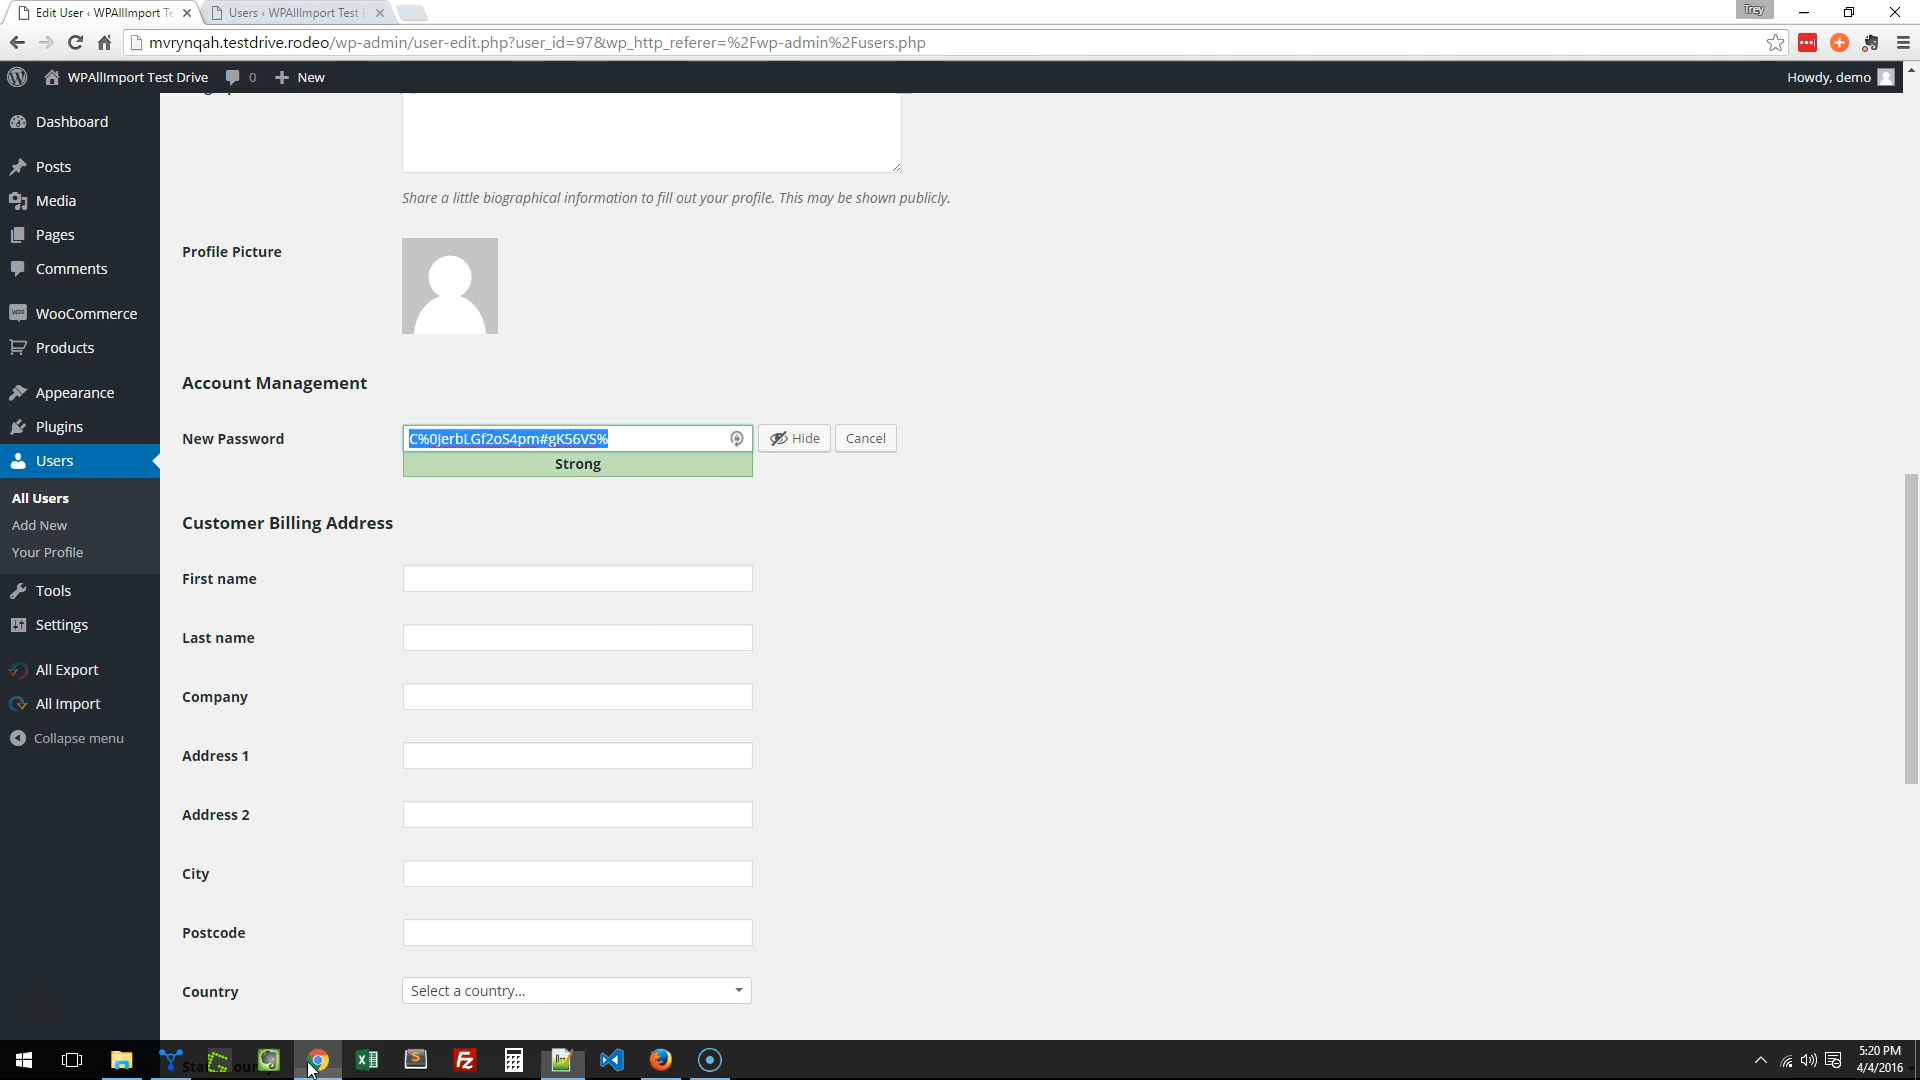 Edit User ‹ WPAllImport Te
Users ‹ WPAllImport Test D
Trey
mvrynqah.testdrive.rodeo/wp-admin/user-edit.php?user_id=97&wp_http_referer=%2Fwp-admin%2Fusers.php
WPAllImport Test Drive
0
New
Howdy, demo
Dashboard
Posts
Media
Pages
Comments
WooCommerce
Products
Appearance
Plugins
Users
All Users
Add New
Your Profile
Tools
Settings
All Export
All Import
Collapse menu
Share a little biographical information to fill out your profile. This may be shown publicly.
Profile Picture
Account Management
New Password
C%0JerbLGf2oS4pm#gK56VS%
Hide
Cancel
Strong
Customer Billing Address
First name
Last name
Company
Address 1
Address 2
City
Postcode
Country
Select a country...
5:20 PM
4/4/2016